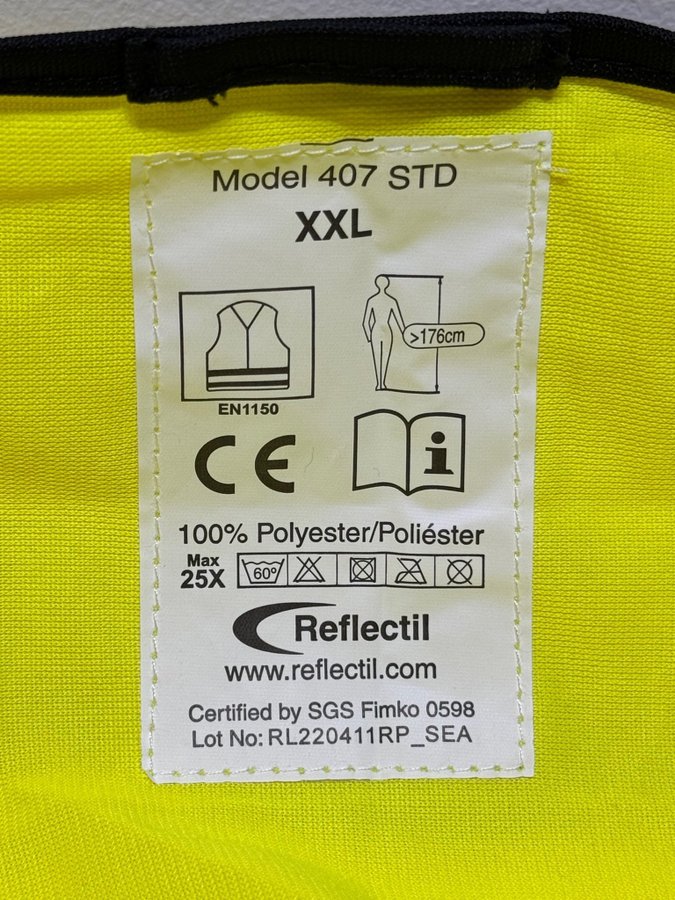 Model 407 STD
XXL
>176cm
EN1150
CE
i
100% Polyester/Poliéster
Max
25X
60°
Reflectil
www.reflectil.com
Certified by SGS Fimko 0598
Lot No: RL220411RP_SEA